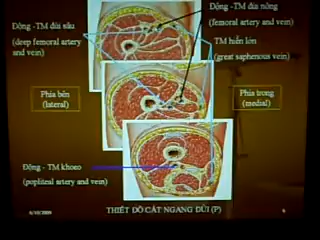 Động -TM đùi sâu
(deep femoral artery
and vein)
Động -TM đùi nông
(femoral artery
and vein)
TM hiển lớn
(great saphenous vein)
Phía bên
(lateral)
Phía trong
(medial)
Động - TM khoeo
(popliteal artery and vein)
THIẾT ĐỒ CẮT NGANG ĐÙI (P)